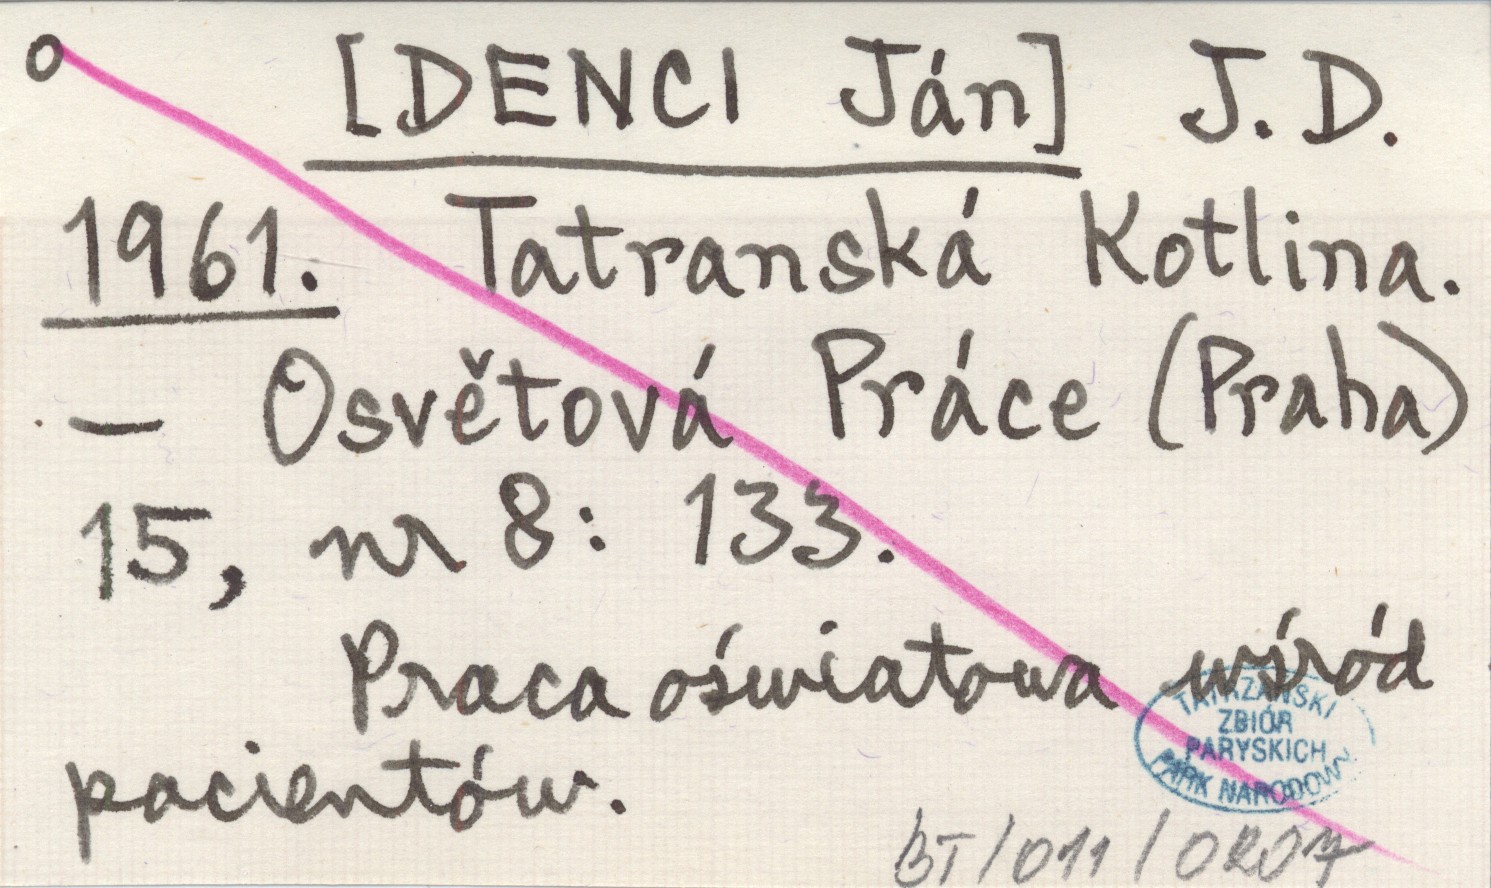 o [DENCI Ján] J. D.
1961. Tatranská Kotlina.
— Osvětová Práce (Praha)
15, nr 8: 133.
Praca oświatowa wśród
pacientów.
TATRZAŃSKI
ZBIÓR
PARYSKICH
PARK NARODOWY
BT/011/0207